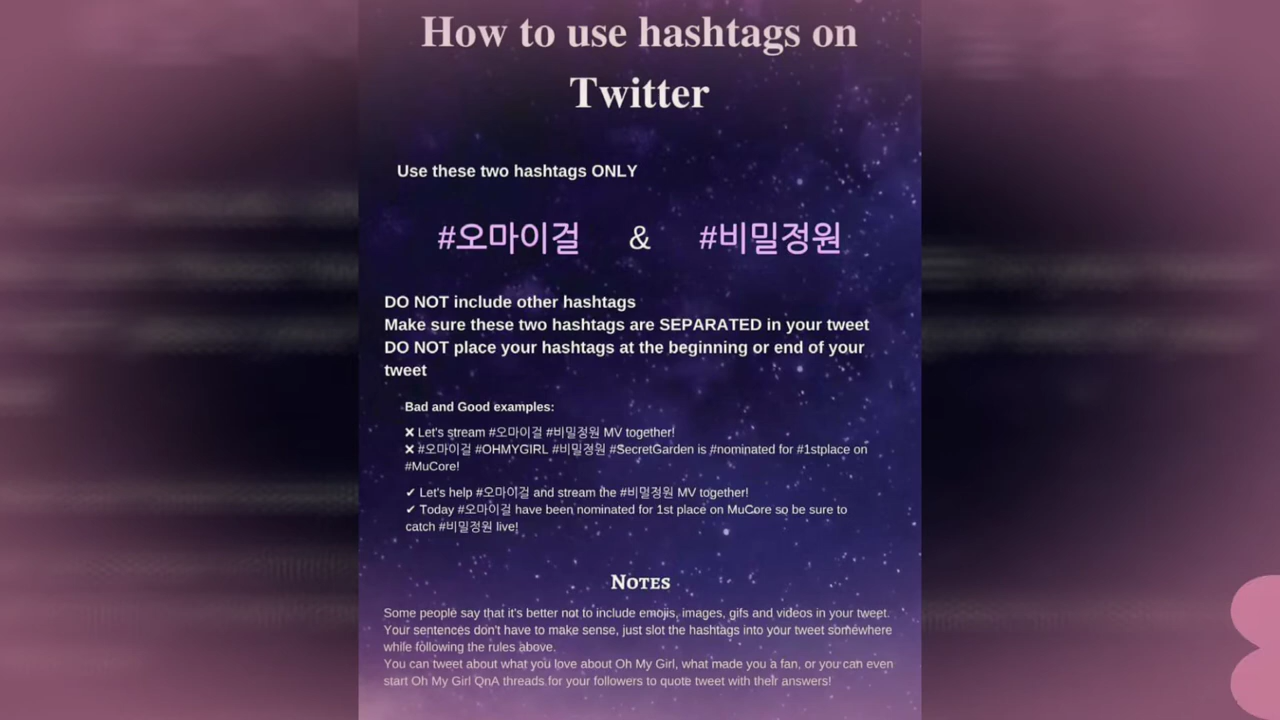 How to use hashtags on
Twitter
Use these two hashtags ONLY
#오마이걸 & #비밀정원
DO NOT include other hashtags
Make sure these two hashtags are SEPARATED in your tweet
DO NOT place your hashtags at the beginning or end of your
tweet
Bad and Good examples:
❌ Let's stream #오마이걸 #비밀정원 MV together!
❌ #오마이걸 #OHMYGIRL #비밀정원 #SecretGarden is #nominated for #1stplace on
#MuCore!
✔ Let's help #오마이걸 and stream the #비밀정원 MV together!
✔ Today #오마이걸 have been nominated for 1st place on MuCore so be sure to
catch #비밀정원 live!
NOTES
Some people say that it's better not to include emojis, images, gifs and videos in your tweet.
Your sentences don't have to make sense, just slot the hashtags into your tweet somewhere
while following the rules above.
You can tweet about what you love about Oh My Girl, what made you a fan, or you can even
start Oh My Girl QnA threads for your followers to quote tweet with their answers!